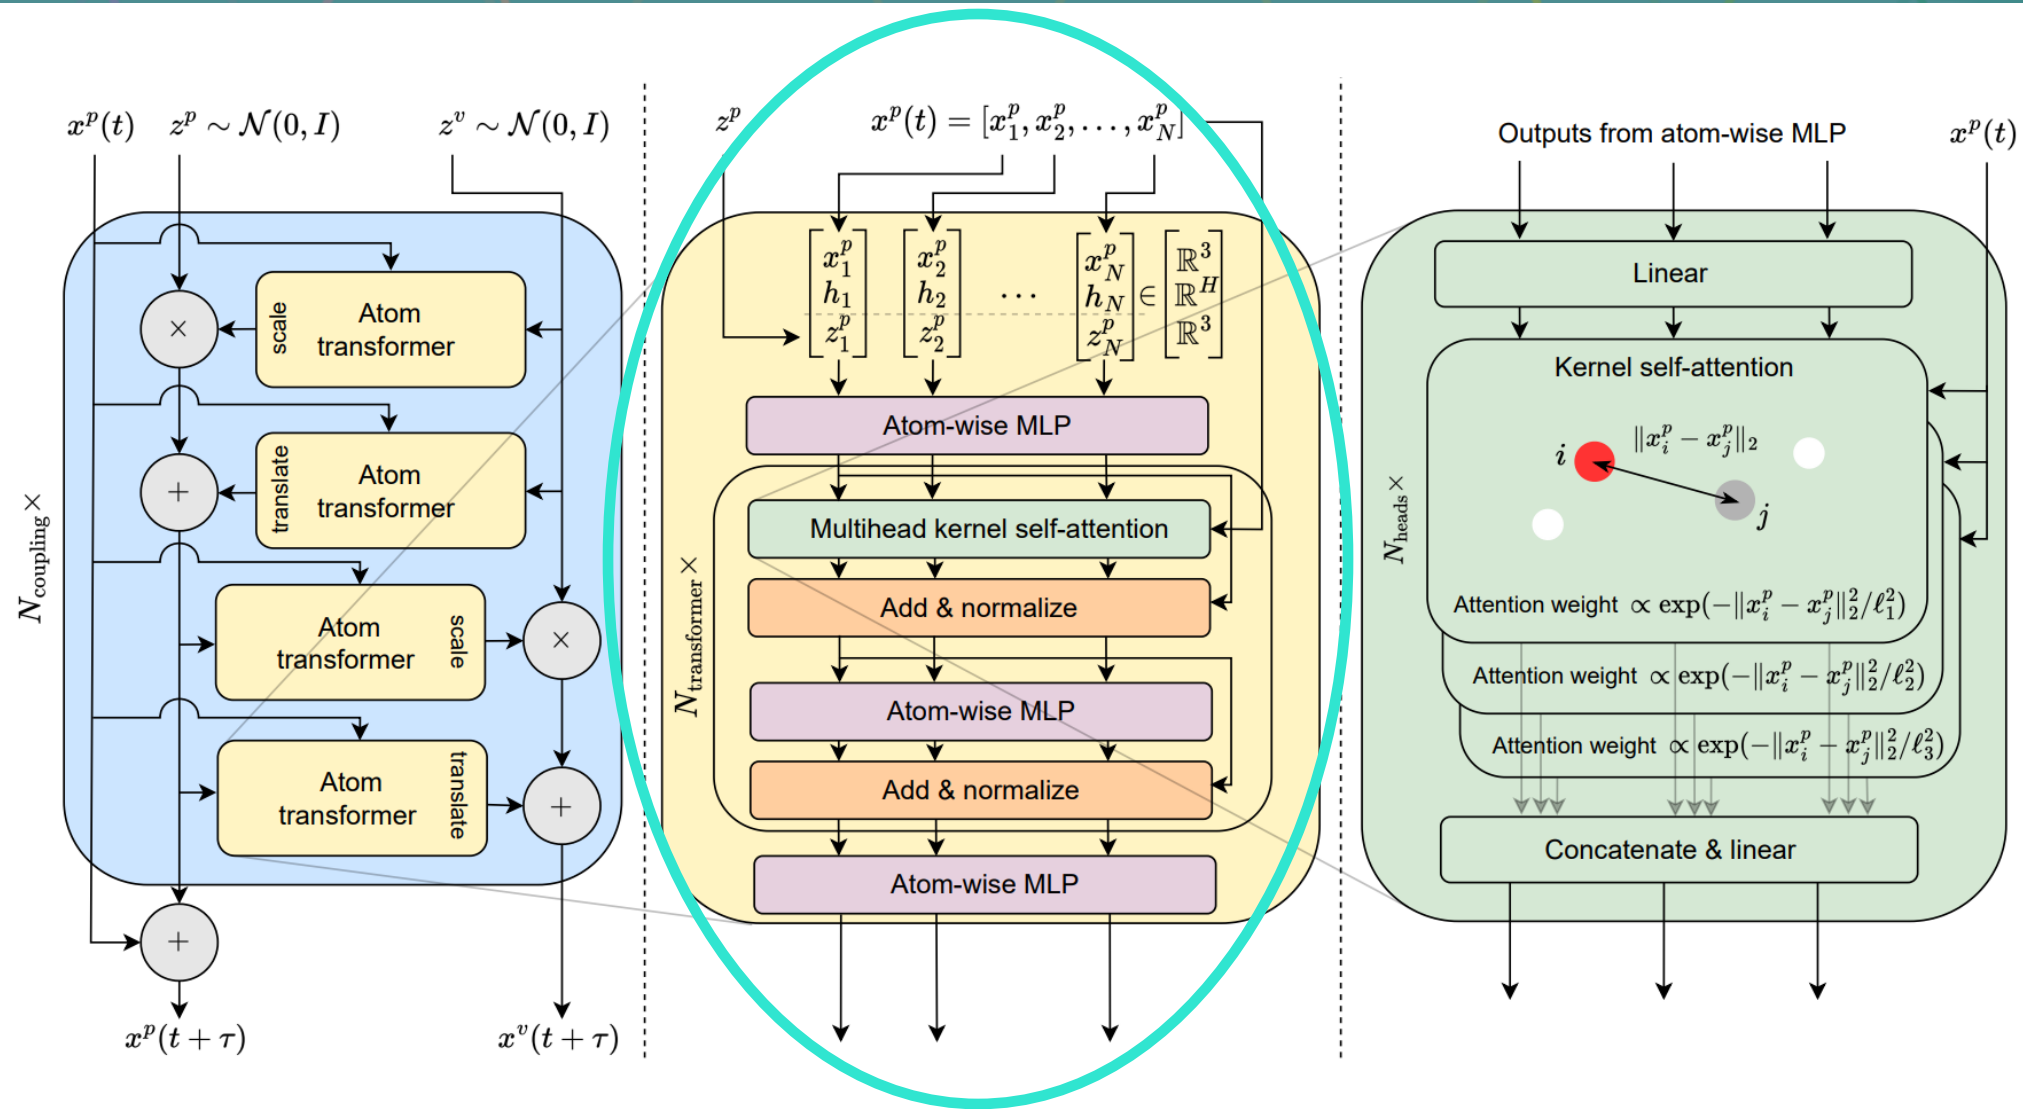 x^p(t)
z^p ∼ 𝒩(0, I)
z^v ∼ 𝒩(0, I)
N_coupling ×
×
scale
Atom
transformer
+
translate
Atom
transformer
Atom
transformer
scale
×
Atom
transformer
translate
+
+
x^p(t + τ)
x^v(t + τ)
z^p
x^p(t) = [x_1^p, x_2^p, …, x_N^p]
x_1^p x_2^p x_N^p ℝ^3
h_1 h_2 ⋯ h_N ∈ ℝ^H
z_1^p z_2^p z_N^p ℝ^3
Atom-wise MLP
N_transformer ×
Multihead kernel self-attention
Add & normalize
Atom-wise MLP
Add & normalize
Atom-wise MLP
Outputs from atom-wise MLP
x^p(t)
Linear
N_heads ×
Kernel self-attention
i
‖x_i^p − x_j^p‖_2
j
Attention weight ∝ exp(−‖x_i^p − x_j^p‖_2^2/ℓ_1^2)
Attention weight ∝ exp(−‖x_i^p − x_j^p‖_2^2/ℓ_2^2)
Attention weight ∝ exp(−‖x_i^p − x_j^p‖_2^2/ℓ_3^2)
Concatenate & linear